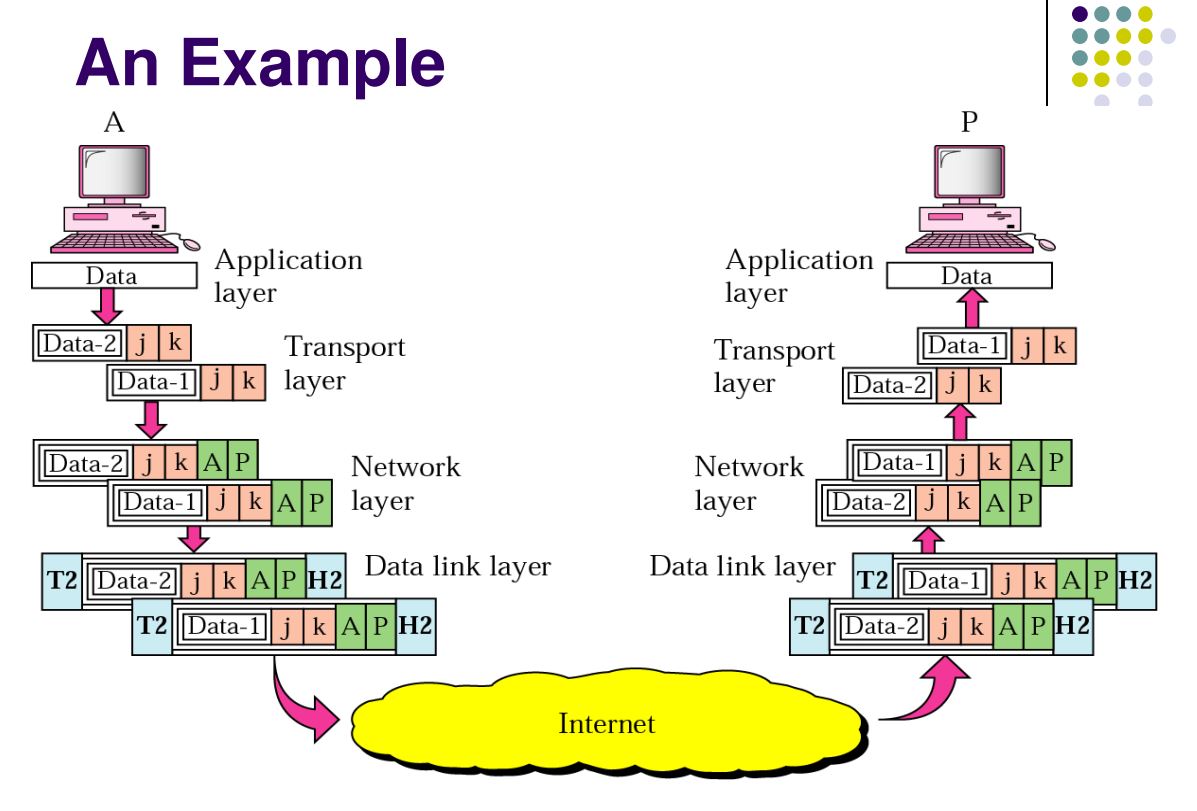 An Example
A
P
Data
Application
layer
Application
layer
Data
Data-2 j k
Data-1 j k
Transport
layer
Transport
layer
Data-1 j k
Data-2 j k
Data-2 j k A P
Data-1 j k A P
Network
layer
Network
layer
Data-1 j k A P
Data-2 j k A P
T2 Data-2 j k A P H2
T2 Data-1 j k A P H2
Data link layer
Data link layer
T2 Data-1 j k A P H2
T2 Data-2 j k A P H2
Internet